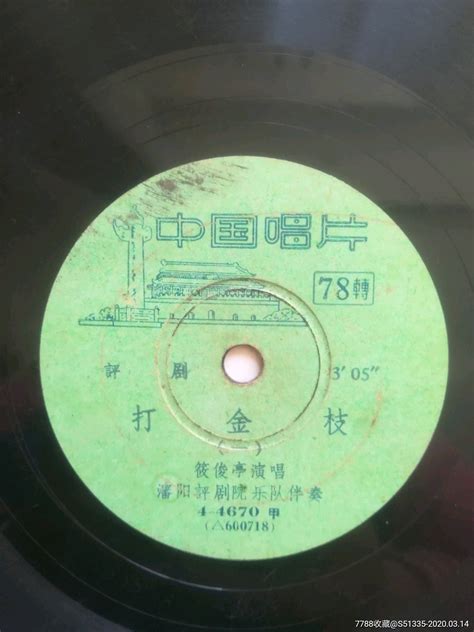 中国唱片
78轉
評劇
3′05″
打金枝
(一)
筱俊亭演唱
瀋阳評剧院乐队伴奏
4-4670 甲
(△600718)
7788收藏@S51335-2020.03.14